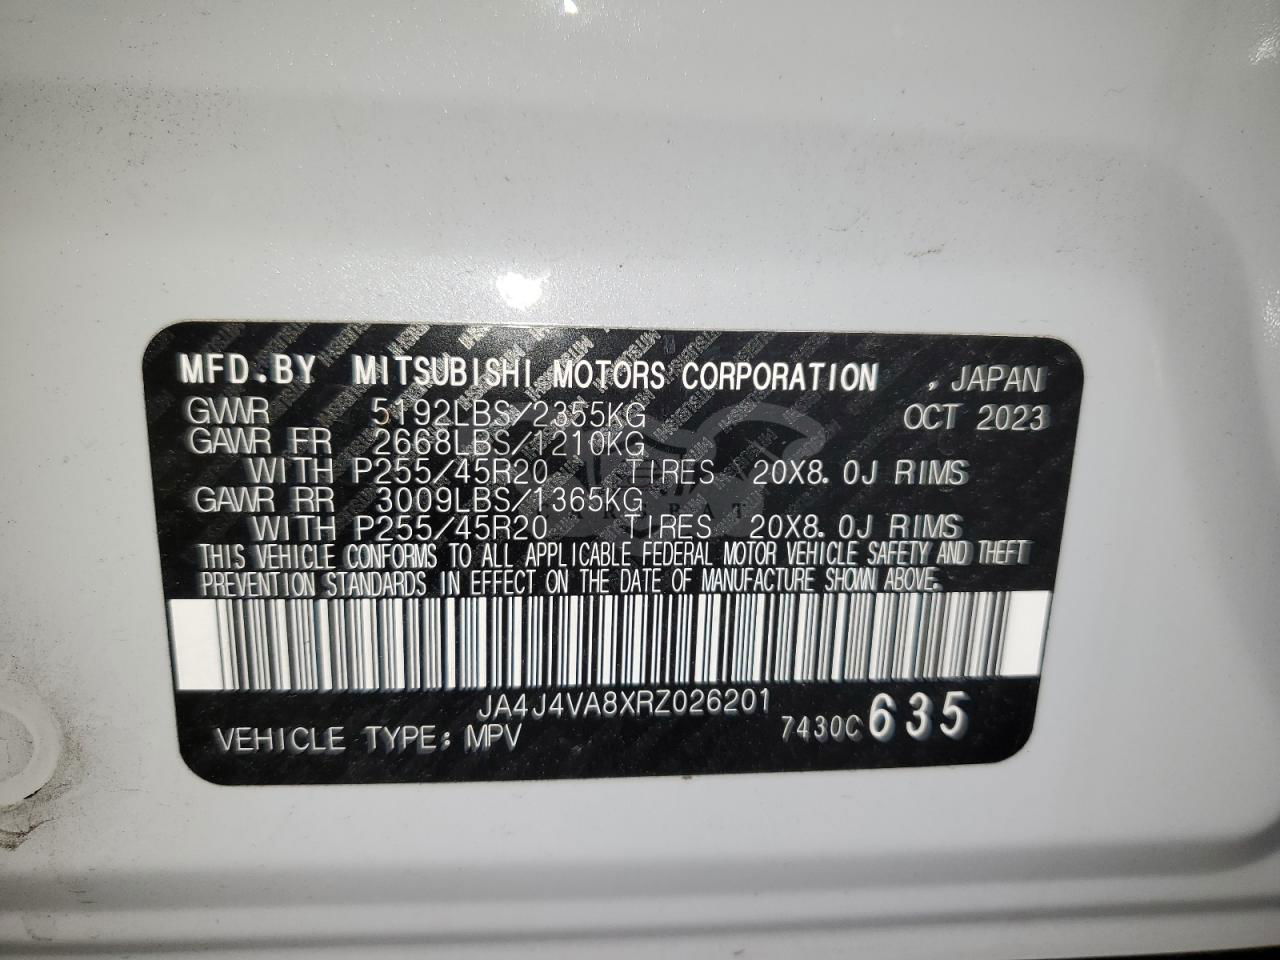 MFD.BY MITSUBISHI MOTORS CORPORATION , JAPAN
GVWR 5192LBS/2355KG OCT 2023
GAWR FR 2668LBS/1210KG
WITH P255/45R20 TIRES 20X8.0J RIMS
GAWR RR 3009LBS/1365KG
WITH P255/45R20 TIRES 20X8.0J RIMS
THIS VEHICLE CONFORMS TO ALL APPLICABLE FEDERAL MOTOR VEHICLE SAFETY AND THEFT
PREVENTION STANDARDS IN EFFECT ON THE DATE OF MANUFACTURE SHOWN ABOVE.
JA4J4VA8XRZ026201
VEHICLE TYPE: MPV 7430C 635